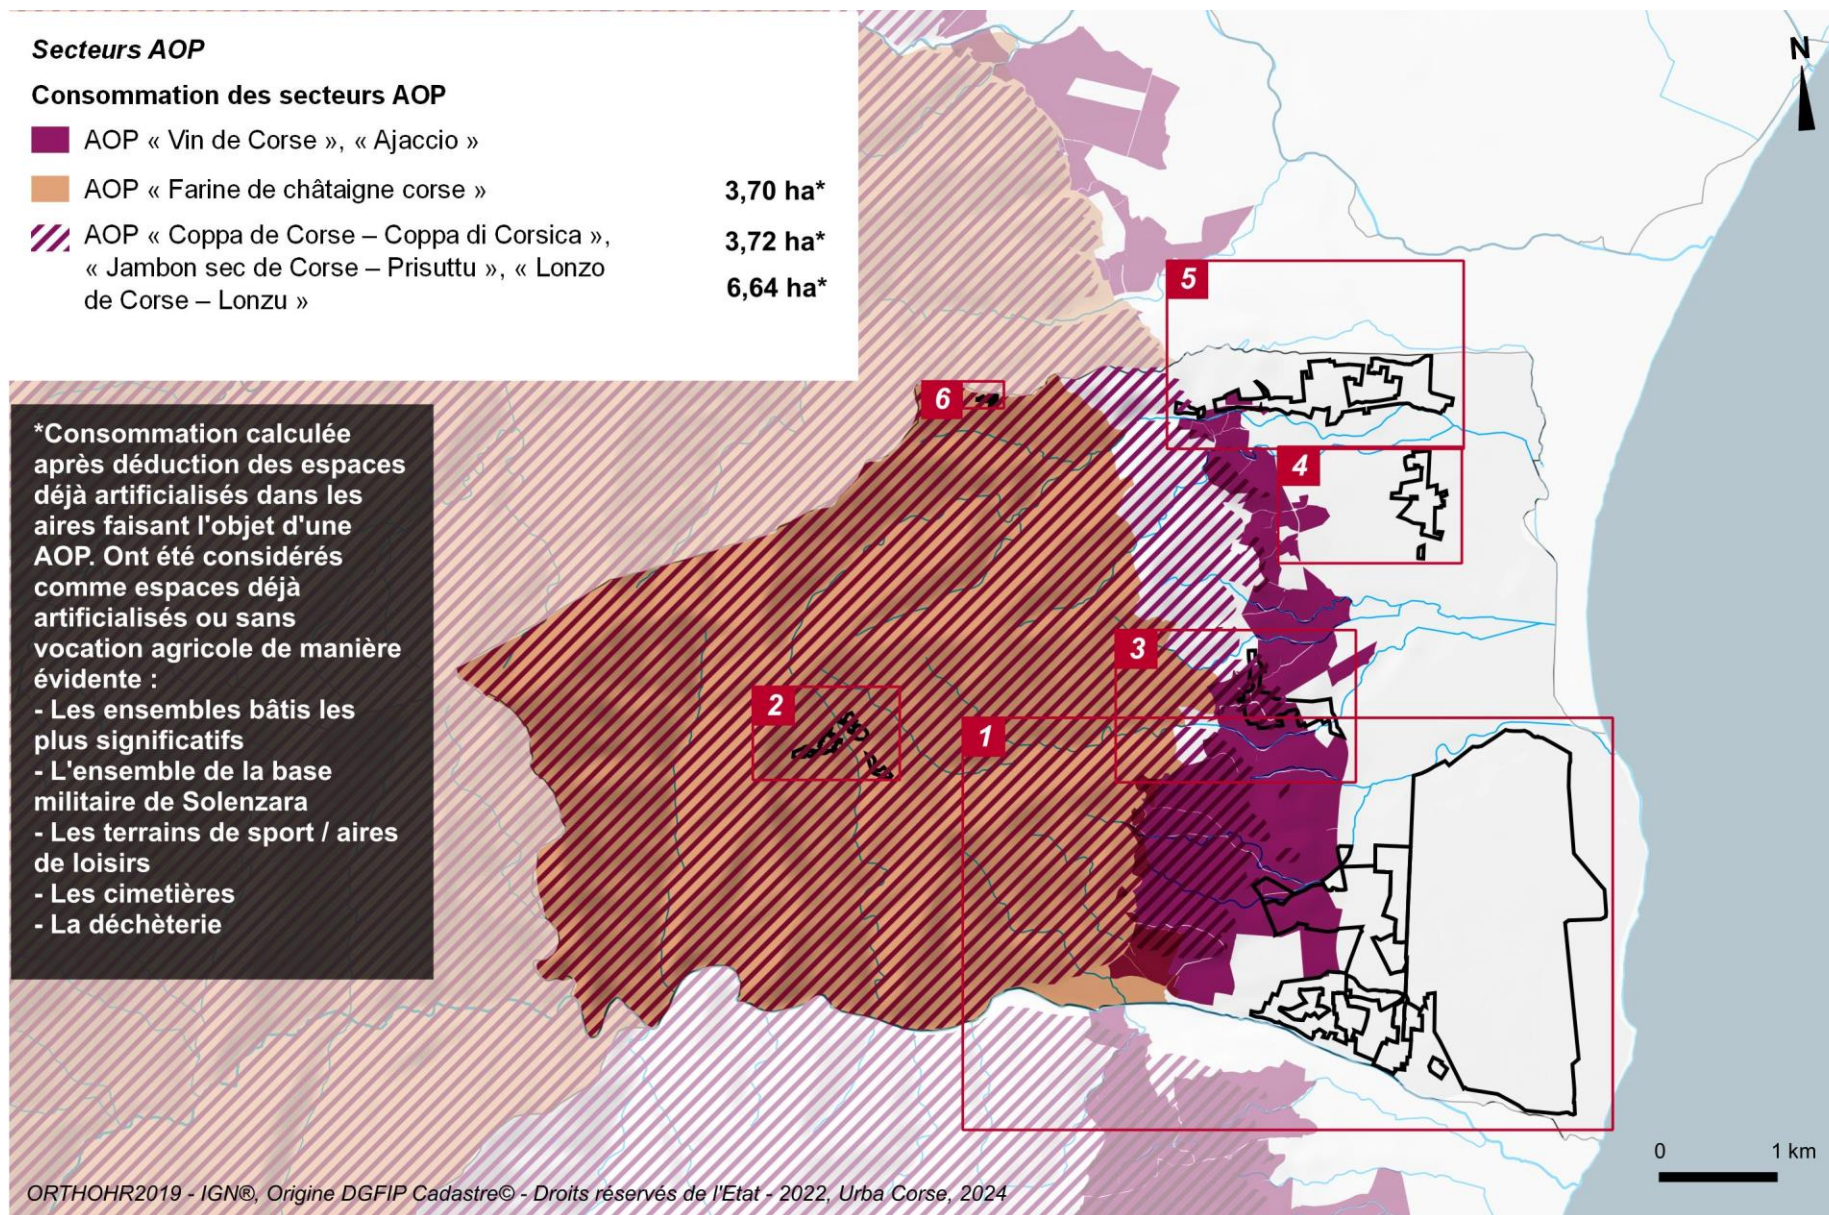 Secteurs AOP
Consommation des secteurs AOP
AOP « Vin de Corse », « Ajaccio »
AOP « Farine de châtaigne corse » 3,70 ha*
AOP « Coppa de Corse – Coppa di Corsica », 3,72 ha*
« Jambon sec de Corse – Prisuttu », « Lonzo
de Corse – Lonzu » 6,64 ha*
*Consommation calculée
après déduction des espaces
déjà artificialisés dans les
aires faisant l'objet d'une
AOP. Ont été considérés
comme espaces déjà
artificialisés ou sans
vocation agricole de manière
évidente :
- Les ensembles bâtis les
plus significatifs
- L'ensemble de la base
militaire de Solenzara
- Les terrains de sport / aires
de loisirs
- Les cimetières
- La déchèterie
N
5
6
4
3
2
1
0 1 km
ORTHOHR2019 - IGN®, Origine DGFIP Cadastre© - Droits réservés de l'Etat - 2022, Urba Corse, 2024